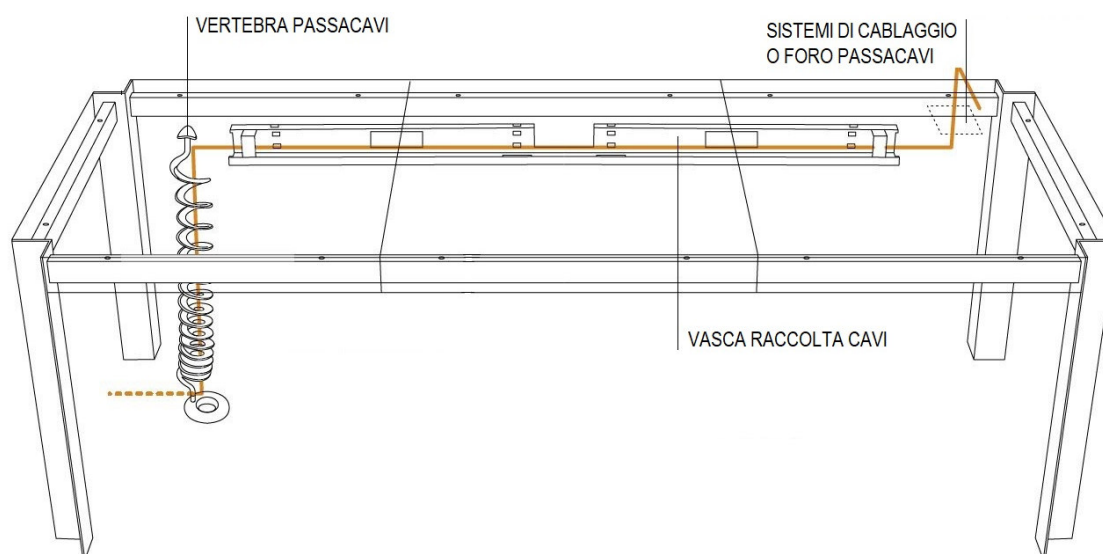 VERTEBRA PASSACAVI
SISTEMI DI CABLAGGIO
O FORO PASSACAVI
VASCA RACCOLTA CAVI